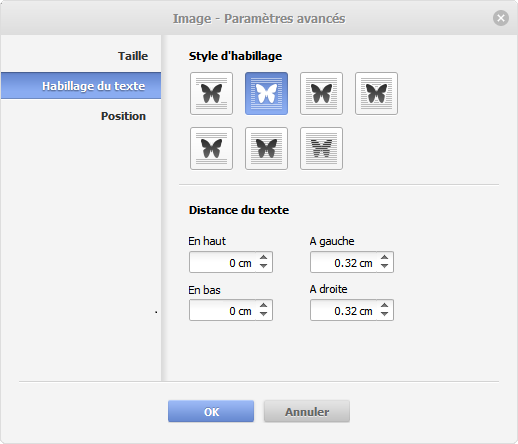 Image - Paramètres avancés
Taille
Habillage du texte
Position
Style d'habillage
Distance du texte
En haut
A gauche
0 cm
0.32 cm
En bas
A droite
0 cm
0.32 cm
OK
Annuler